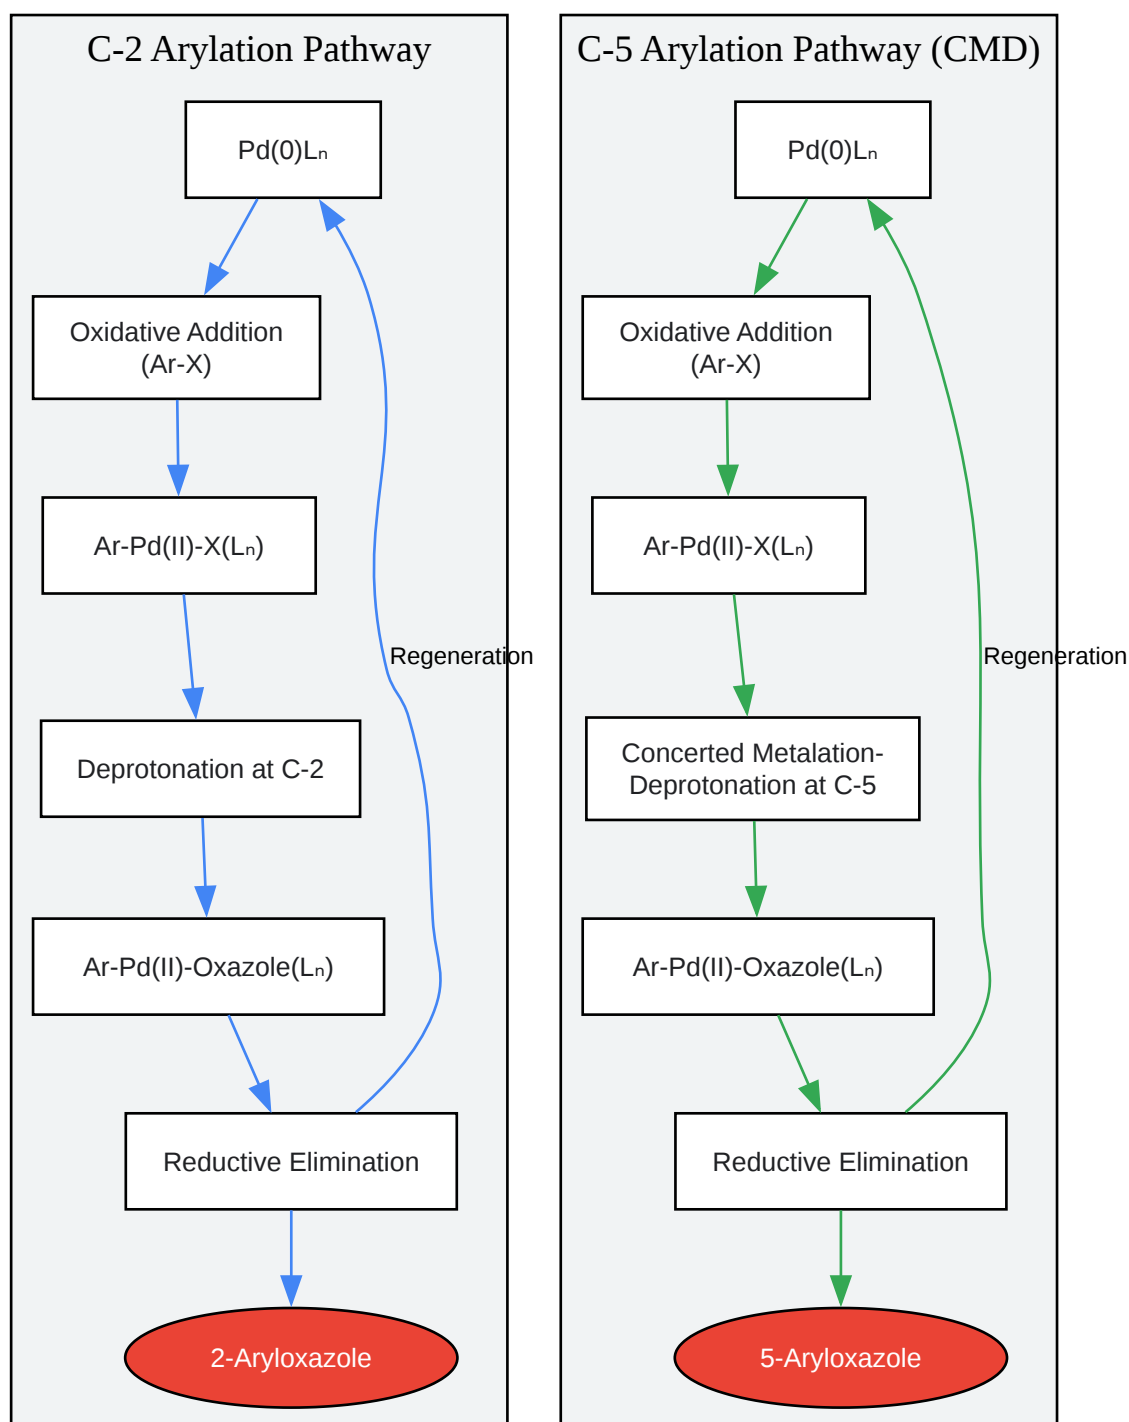 C-2 Arylation Pathway
Pd(0)Lₙ
Oxidative Addition
(Ar-X)
Ar-Pd(II)-X(Lₙ)
Regeneration
Deprotonation at C-2
Ar-Pd(II)-Oxazole(Lₙ)
Reductive Elimination
2-Aryloxazole
C-5 Arylation Pathway (CMD)
Pd(0)Lₙ
Oxidative Addition
(Ar-X)
Ar-Pd(II)-X(Lₙ)
Regeneration
Concerted Metalation-
Deprotonation at C-5
Ar-Pd(II)-Oxazole(Lₙ)
Reductive Elimination
5-Aryloxazole